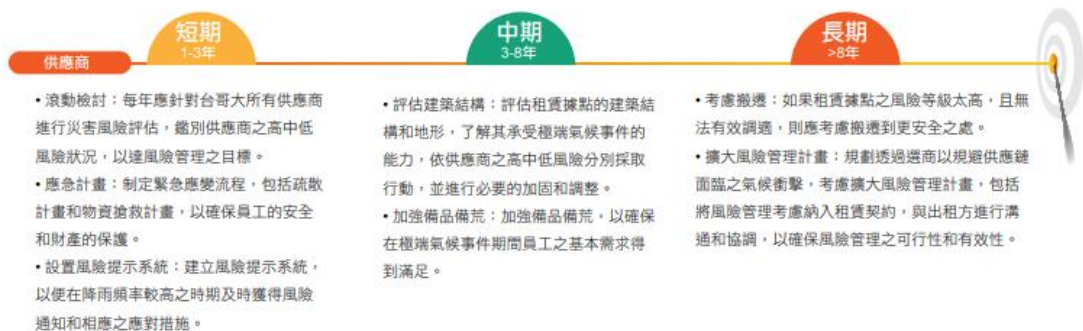 供應商
短期
1-3年
• 滾動檢討：每年應針對台哥大所有供應商
進行災害風險評估，鑑別供應商之高中低
風險狀況，以達風險管理之目標。
• 應急計畫：制定緊急應變流程，包括疏散
計畫和物資搶救計畫，以確保員工的安全
和財產的保護。
• 設置風險提示系統：建立風險提示系統，
以便在降雨頻率較高之時期及時獲得風險
通知和相應之應對措施。
中期
3-8年
• 評估建築結構：評估租賃據點的建築結
構和地形，了解其承受極端氣候事件的
能力，依供應商之高中低風險分別採取
行動，並進行必要的加固和調整。
• 加強備品備荒：加強備品備荒，以確保
在極端氣候事件期間員工之基本需求得
到滿足。
長期
>8年
• 考慮搬遷：如果租賃據點之風險等級太高，且無
法有效調適，則應考慮搬遷到更安全之處。
• 擴大風險管理計畫：規劃透過選商以規避供應鏈
面臨之氣候衝擊，考慮擴大風險管理計畫，包括
將風險管理考慮納入租賃契約，與出租方進行溝
通和協調，以確保風險管理之可行性和有效性。